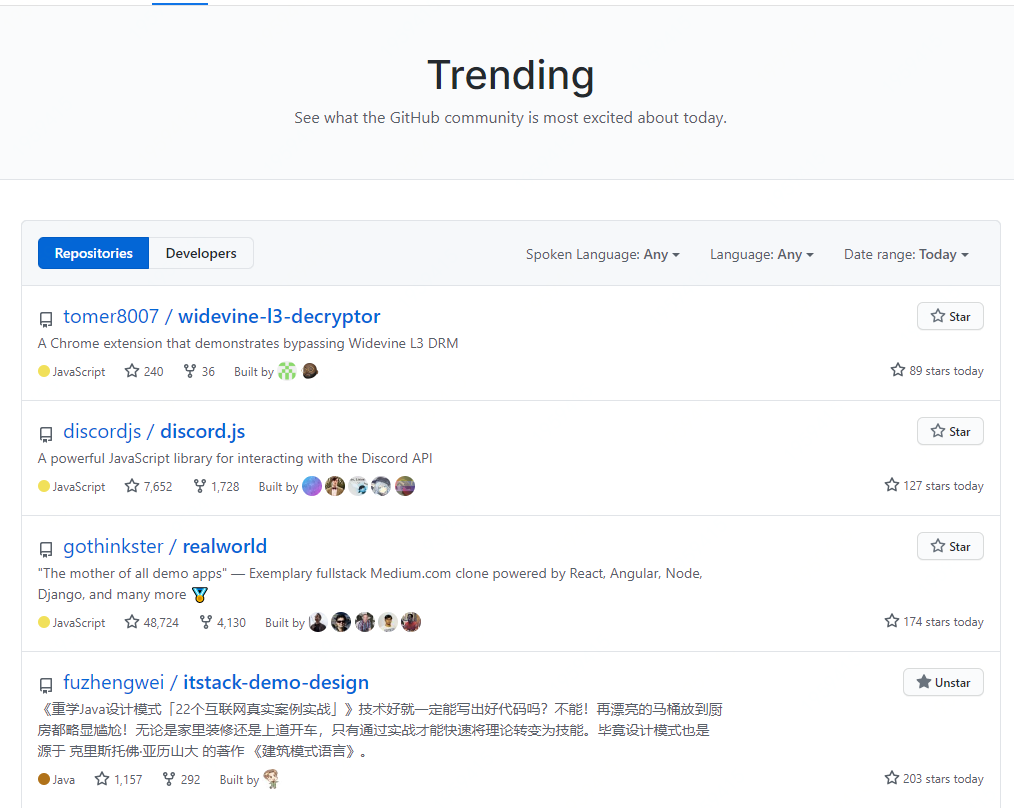 Trending
See what the GitHub community is most excited about today.
Repositories Developers Spoken Language: Any Language: Any Date range: Today
tomer8007 / widevine-l3-decryptor Star
A Chrome extension that demonstrates bypassing Widevine L3 DRM
JavaScript 240 36 Built by 89 stars today
discordjs / discord.js Star
A powerful JavaScript library for interacting with the Discord API
JavaScript 7,652 1,728 Built by 127 stars today
gothinkster / realworld Star
"The mother of all demo apps" — Exemplary fullstack Medium.com clone powered by React, Angular, Node,
Django, and many more 🏅
JavaScript 48,724 4,130 Built by 174 stars today
fuzhengwei / itstack-demo-design Unstar
《重学Java设计模式「22个互联网真实案例实战」》技术好就一定能写出好代码吗？不能！再漂亮的马桶放到厨
房都略显尴尬！无论是家里装修还是上道开车，只有通过实战才能快速将理论转变为技能。毕竟设计模式也是
源于 克里斯托佛·亚历山大 的著作 《建筑模式语言》。
Java 1,157 292 Built by 203 stars today